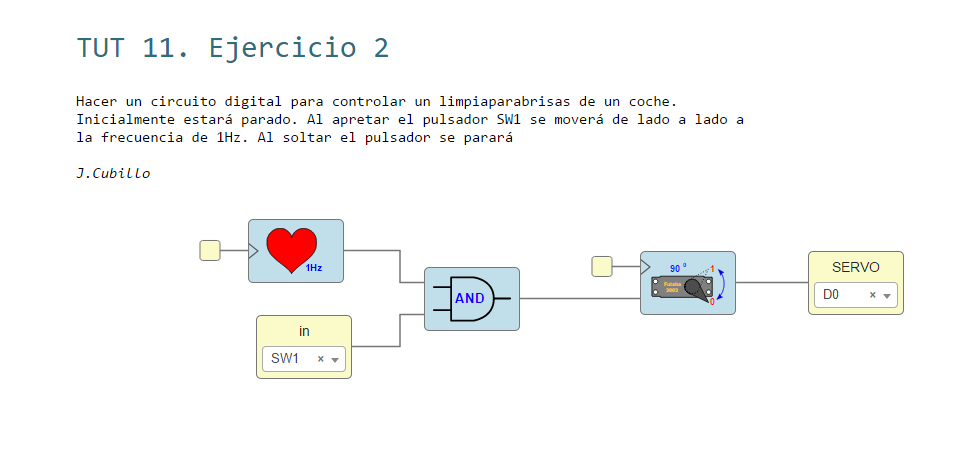 TUT 11. Ejercicio 2
Hacer un circuito digital para controlar un limpiaparabrisas de un coche.
Inicialmente estará parado. Al apretar el pulsador SW1 se moverá de lado a lado a
la frecuencia de 1Hz. Al soltar el pulsador se parará
J.Cubillo
1Hz
in
SW1 ×
AND
90 º
1
Futaba
3003
0
SERVO
D0 ×